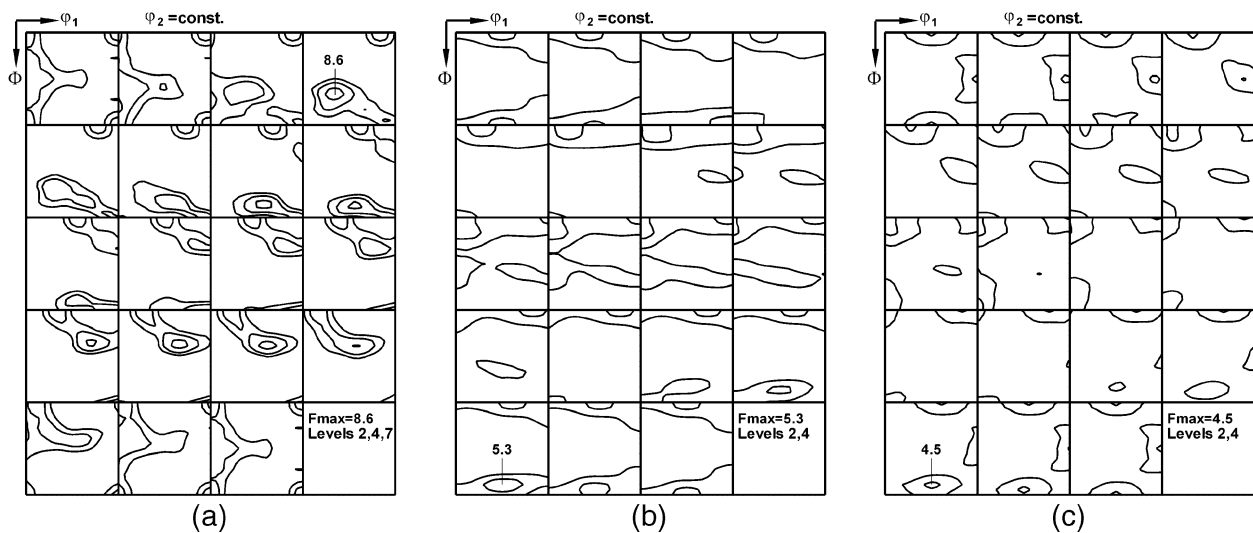 φ1 φ2 =const.
Φ
8.6
Fmax=8.6
Levels 2,4,7
(a)
φ1 φ2 =const.
Φ
5.3
Fmax=5.3
Levels 2,4
(b)
φ1 φ2 =const.
Φ
4.5
Fmax=4.5
Levels 2,4
(c)